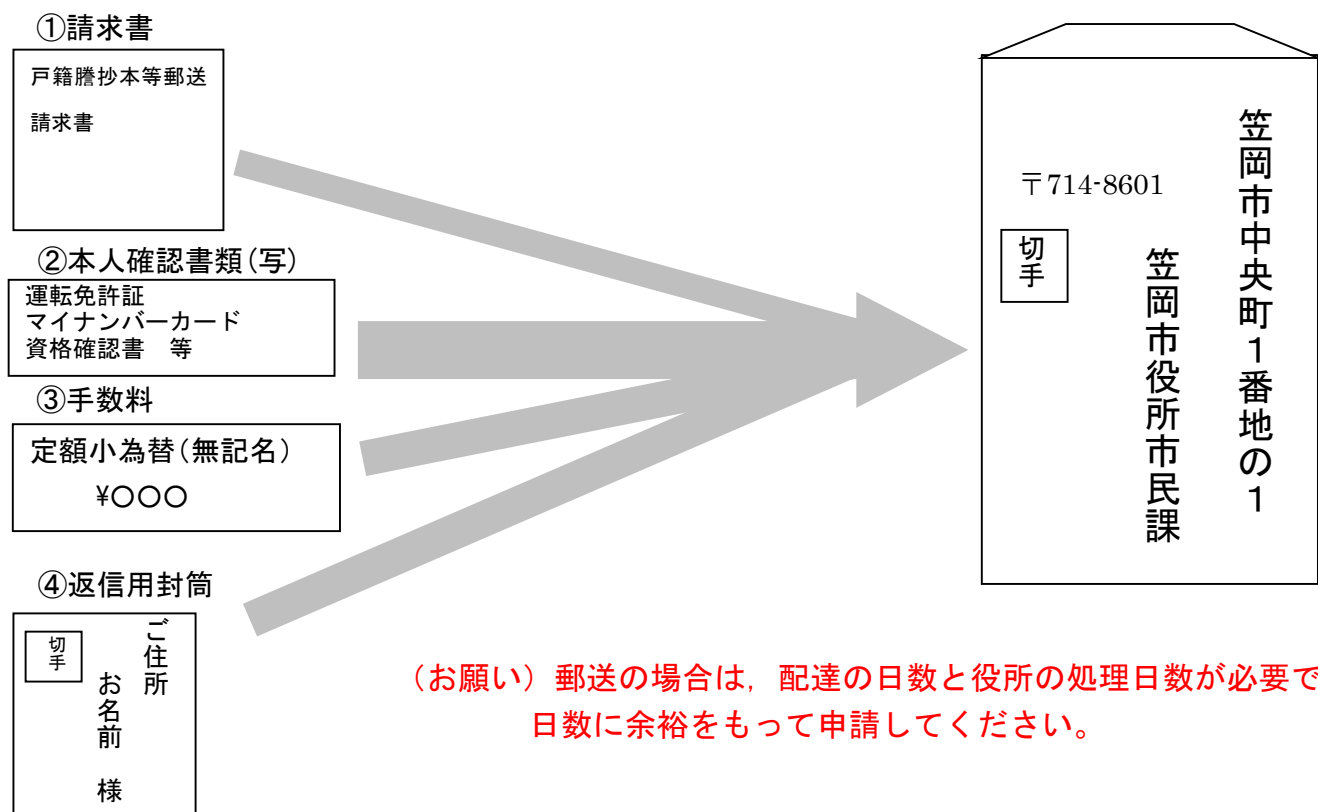 ①請求書
戸籍謄抄本等郵送
請求書
②本人確認書類(写)
運転免許証
マイナンバーカード
資格確認書　等
③手数料
定額小為替(無記名)
¥〇〇〇
④返信用封筒
切手
ご住所
お名前　様
〒714-8601
切手
笠岡市中央町1番地の1
笠岡市役所市民課
（お願い）郵送の場合は，配達の日数と役所の処理日数が必要で
日数に余裕をもって申請してください。